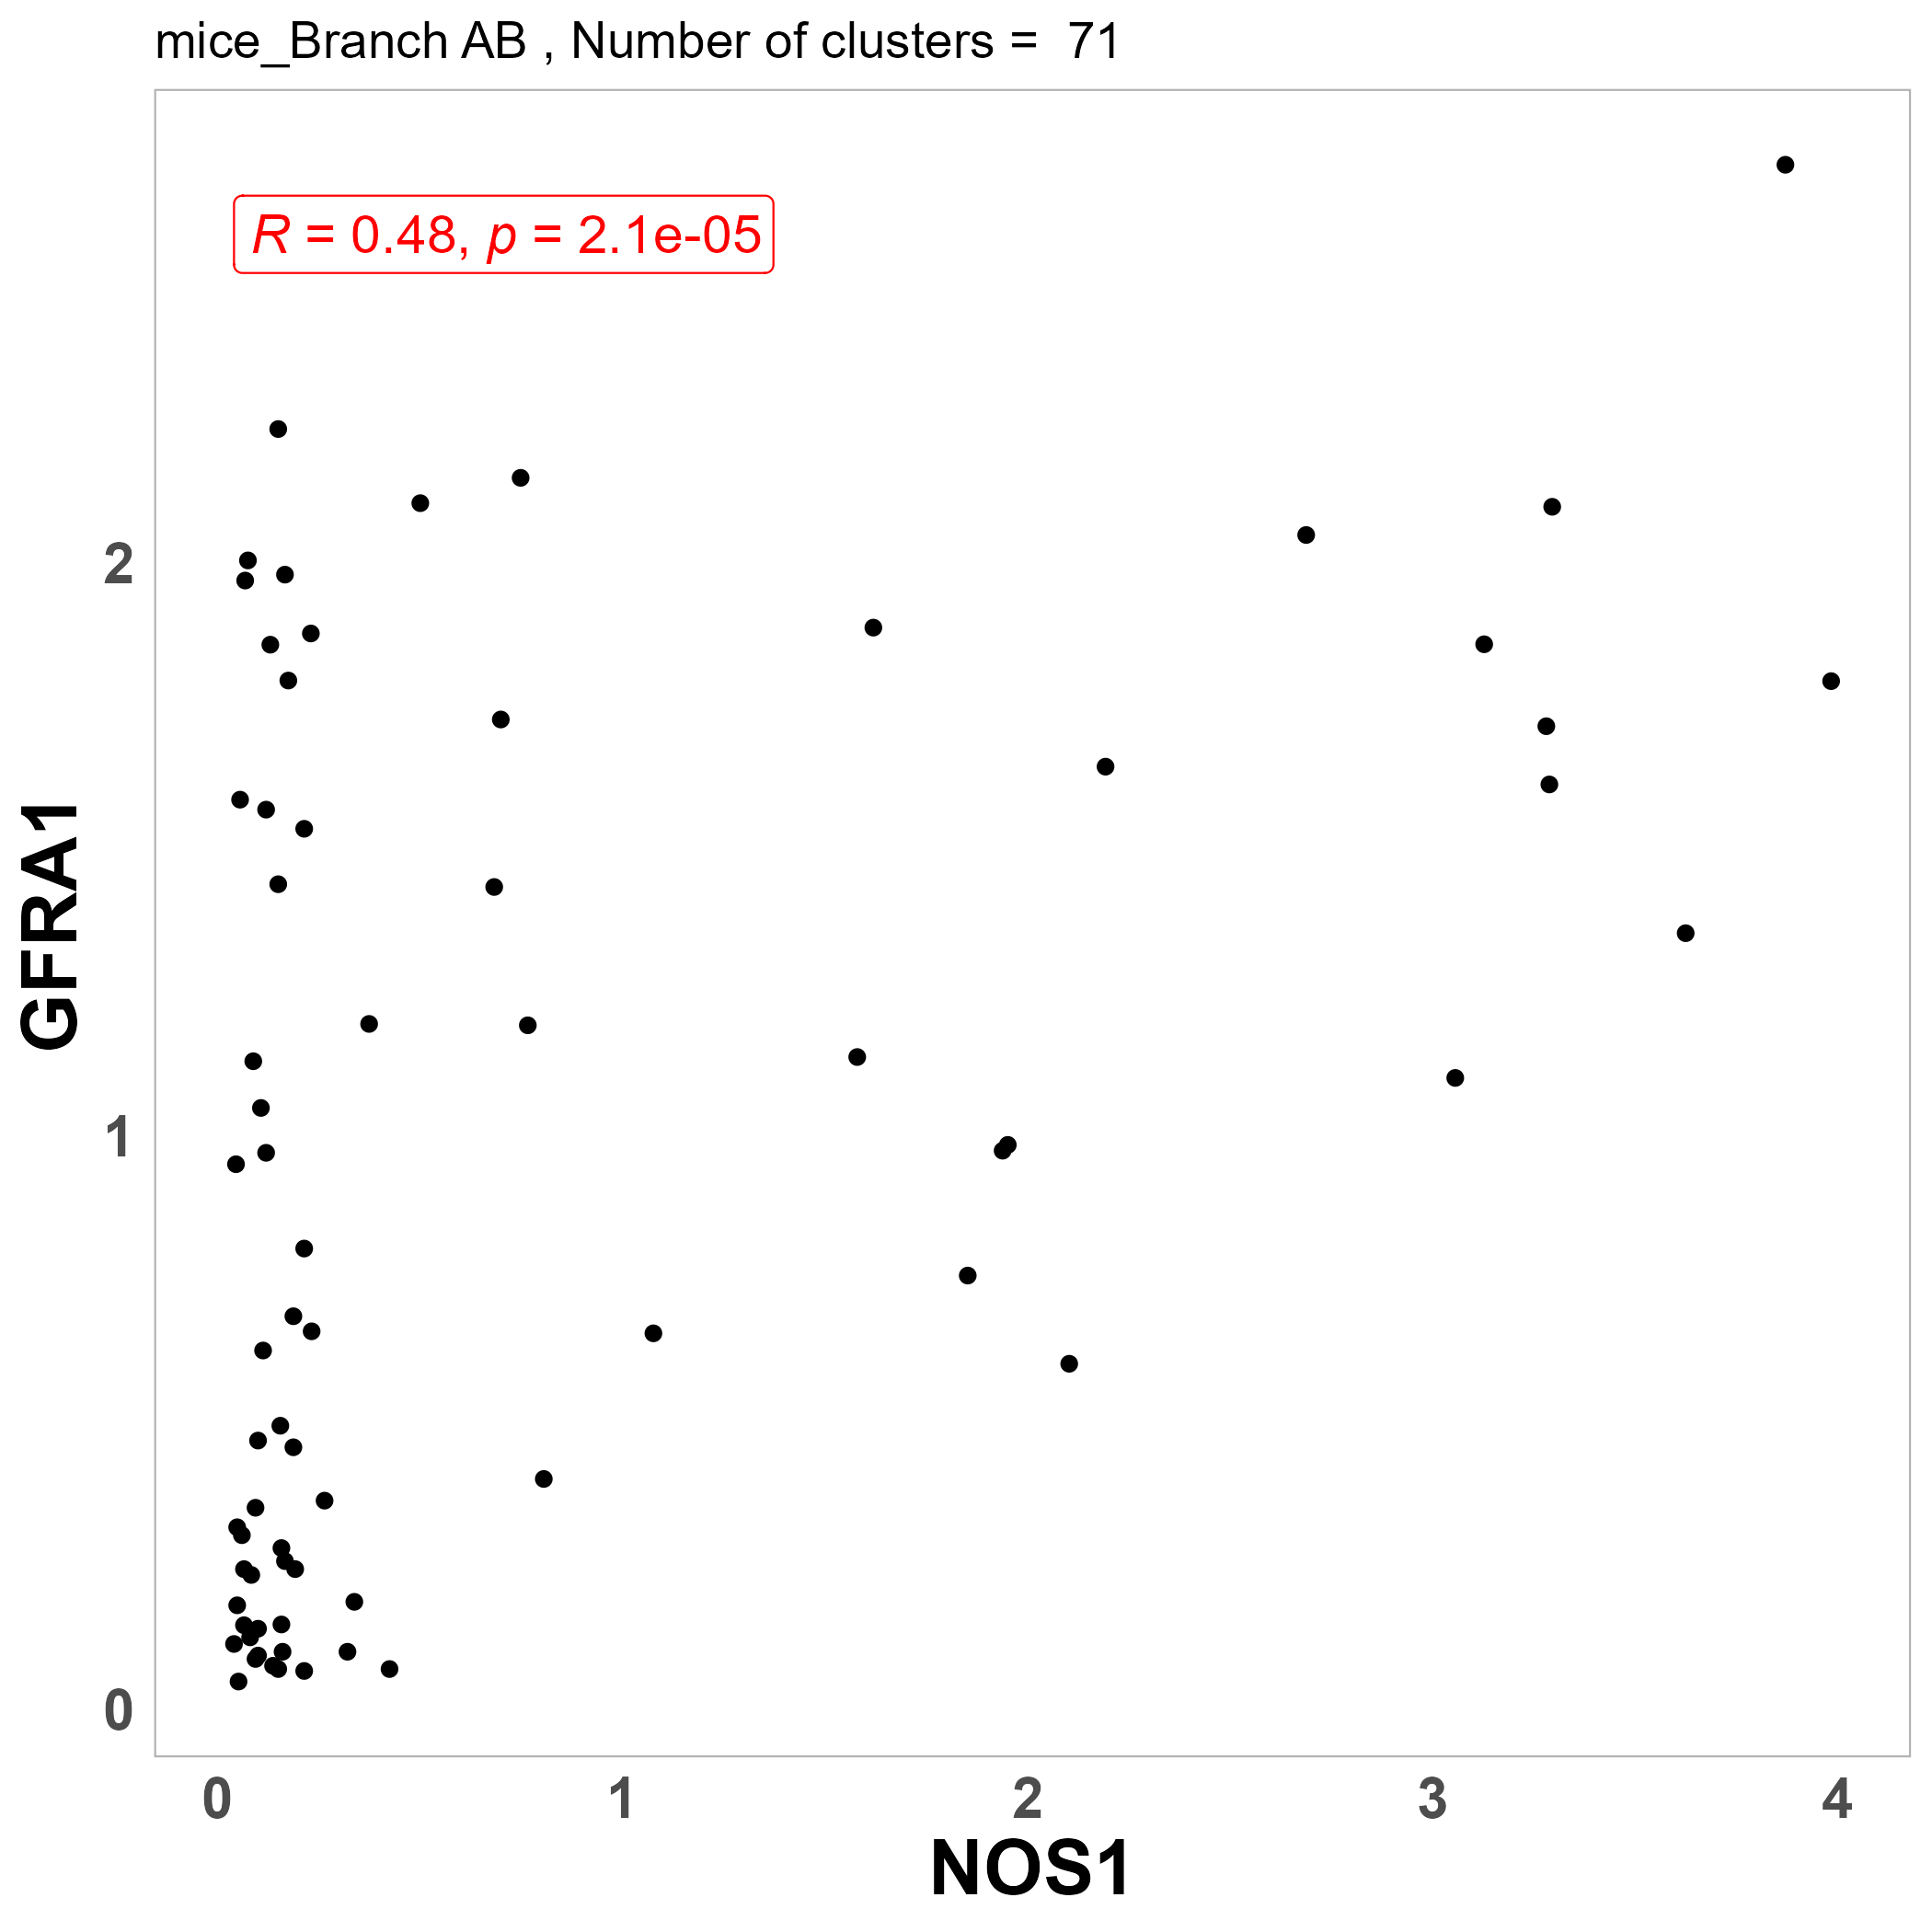 mice_Branch AB , Number of clusters =  71
R = 0.48, p = 2.1e-05
GFRA1
2
1
0
0 1 2 3 4
NOS1